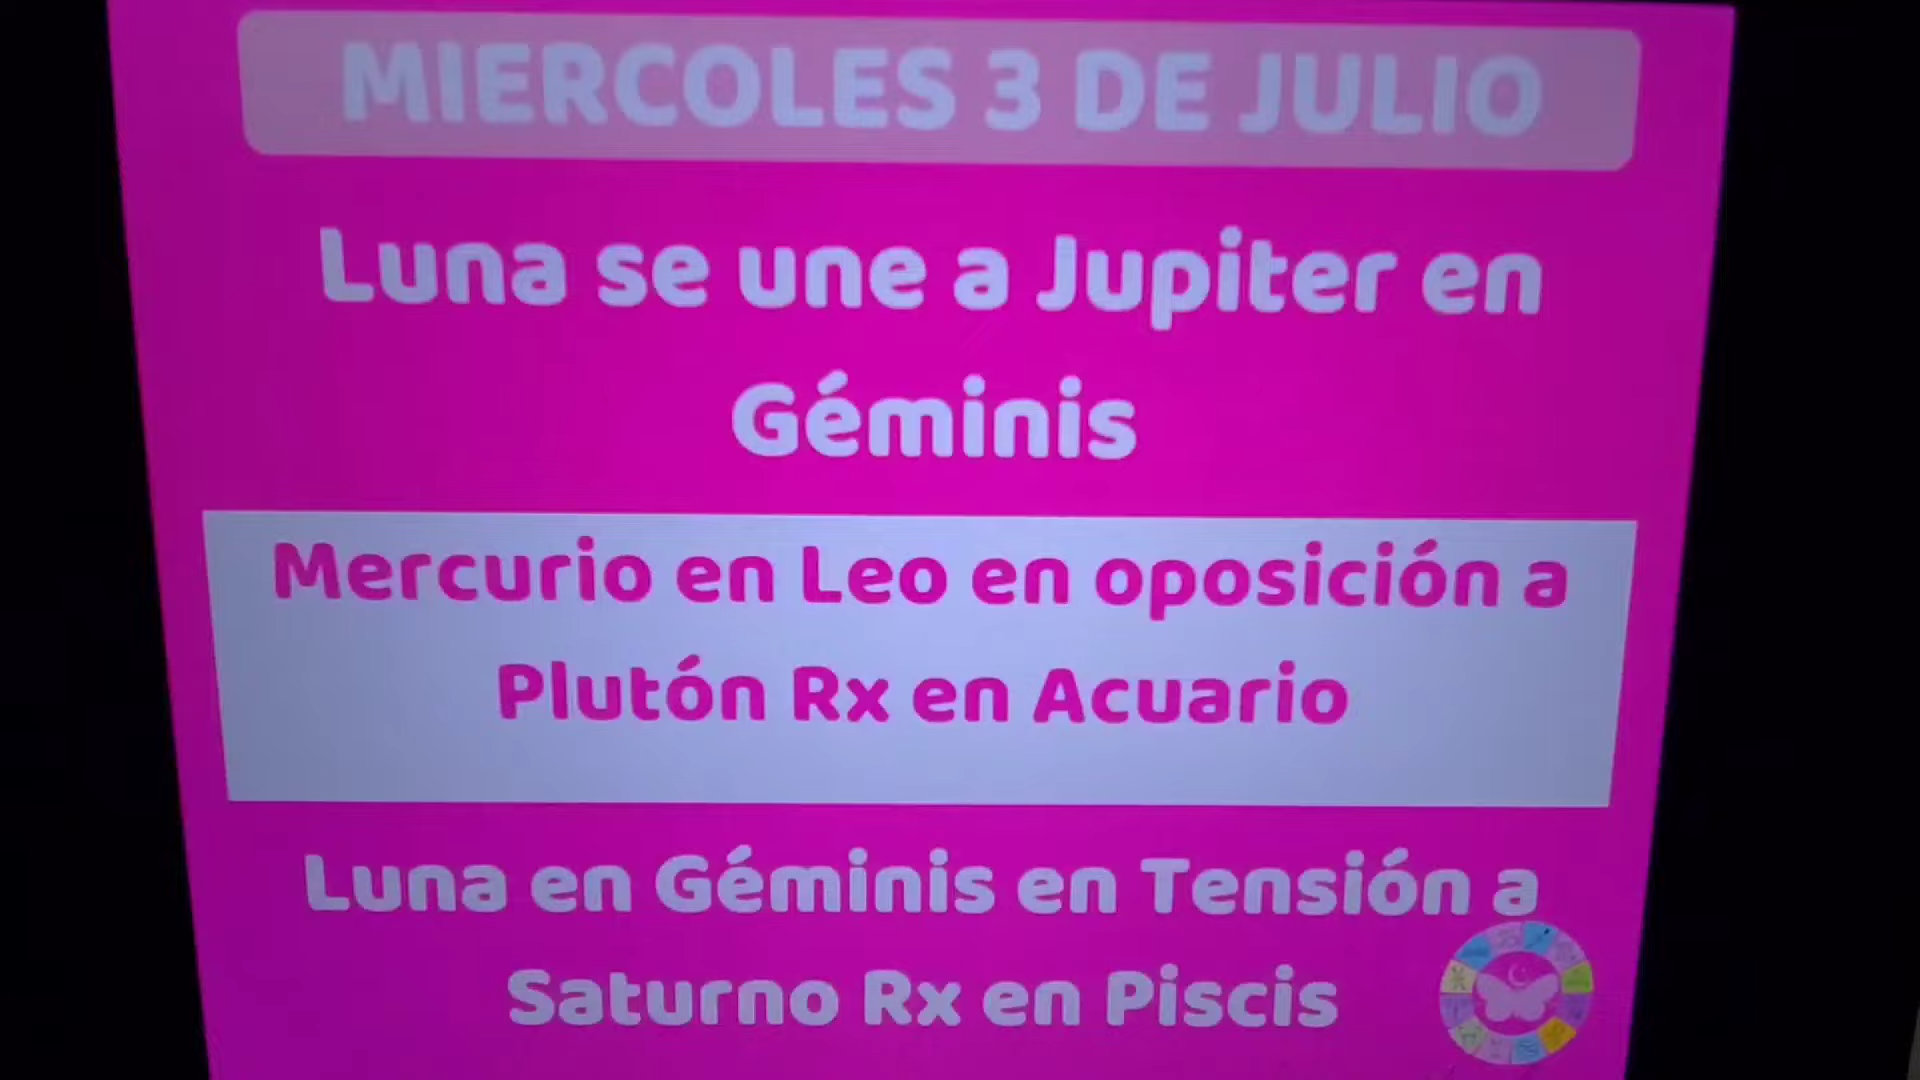 MIERCOLES 3 DE JULIO
Luna se une a Jupiter en
Géminis
Mercurio en Leo en oposición a
Plutón Rx en Acuario
Luna en Géminis en Tensión a
Saturno Rx en Piscis